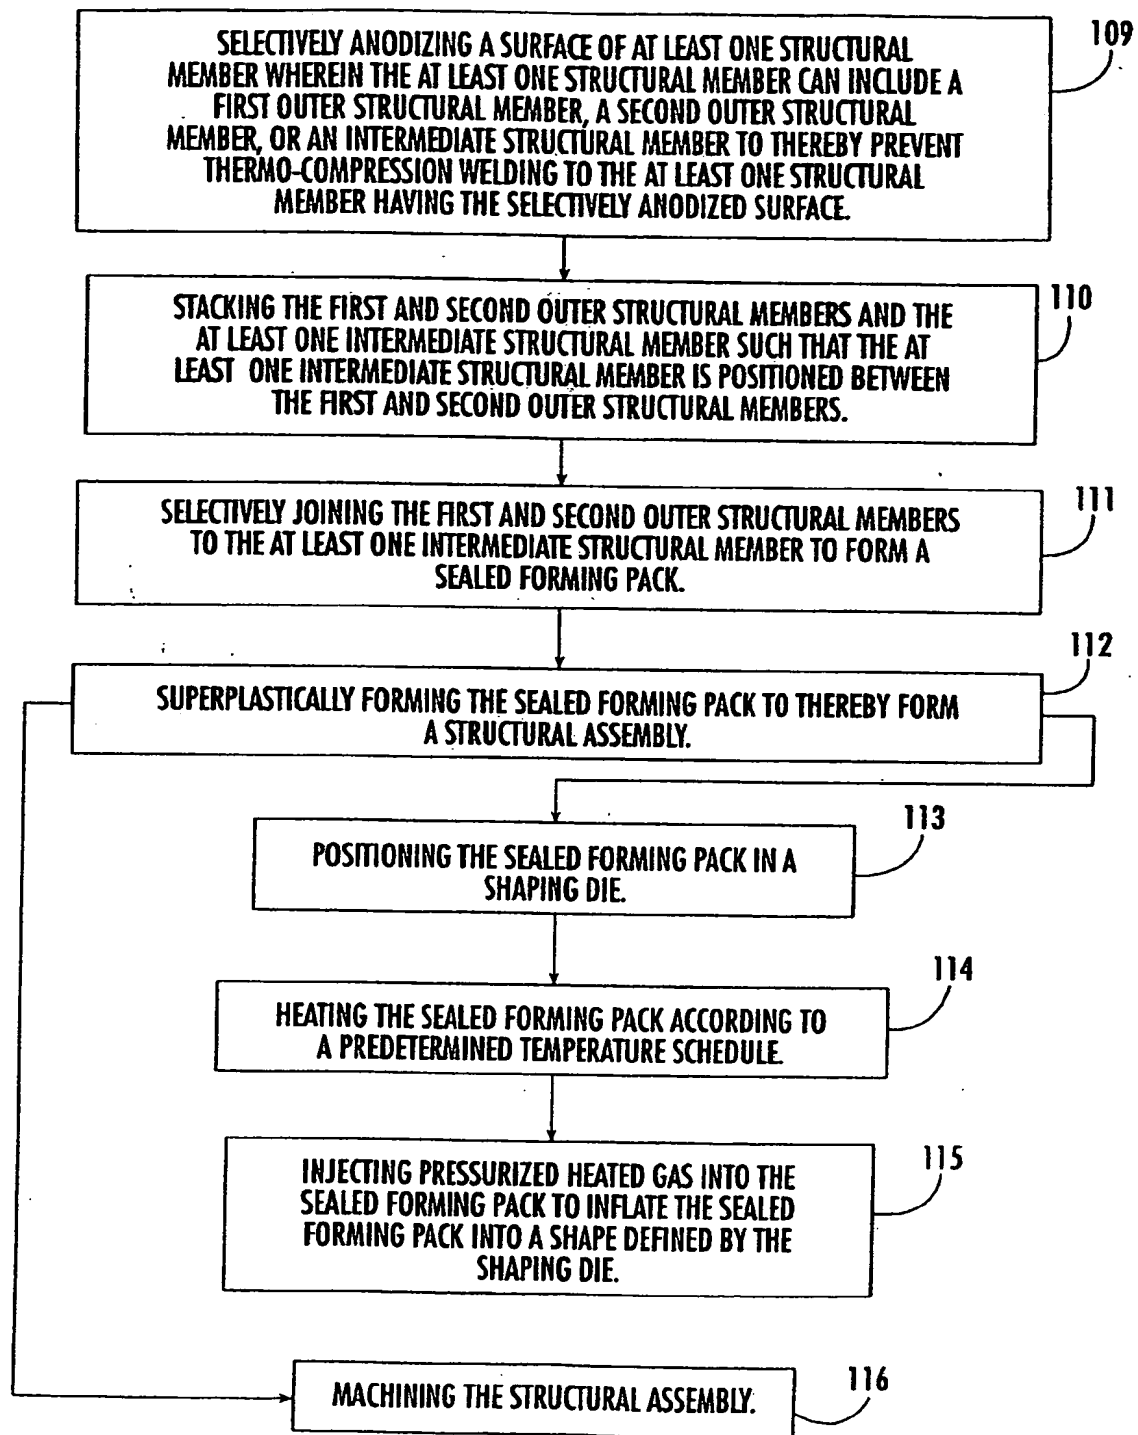 SELECTIVELY ANODIZING A SURFACE OF AT LEAST ONE STRUCTURAL
MEMBER WHEREIN THE AT LEAST ONE STRUCTURAL MEMBER CAN INCLUDE A
FIRST OUTER STRUCTURAL MEMBER, A SECOND OUTER STRUCTURAL
MEMBER, OR AN INTERMEDIATE STRUCTURAL MEMBER TO THEREBY PREVENT
THERMO-COMPRESSION WELDING TO THE AT LEAST ONE STRUCTURAL
MEMBER HAVING THE SELECTIVELY ANODIZED SURFACE.
109
STACKING THE FIRST AND SECOND OUTER STRUCTURAL MEMBERS AND THE
AT LEAST ONE INTERMEDIATE STRUCTURAL MEMBER SUCH THAT THE AT
LEAST ONE INTERMEDIATE STRUCTURAL MEMBER IS POSITIONED BETWEEN
THE FIRST AND SECOND OUTER STRUCTURAL MEMBERS.
110
SELECTIVELY JOINING THE FIRST AND SECOND OUTER STRUCTURAL MEMBERS
TO THE AT LEAST ONE INTERMEDIATE STRUCTURAL MEMBER TO FORM A
SEALED FORMING PACK.
111
SUPERPLASTICALLY FORMING THE SEALED FORMING PACK TO THEREBY FORM
A STRUCTURAL ASSEMBLY.
112
POSITIONING THE SEALED FORMING PACK IN A
SHAPING DIE.
113
HEATING THE SEALED FORMING PACK ACCORDING TO
A PREDETERMINED TEMPERATURE SCHEDULE.
114
INJECTING PRESSURIZED HEATED GAS INTO THE
SEALED FORMING PACK TO INFLATE THE SEALED
FORMING PACK INTO A SHAPE DEFINED BY THE
SHAPING DIE.
115
MACHINING THE STRUCTURAL ASSEMBLY.
116